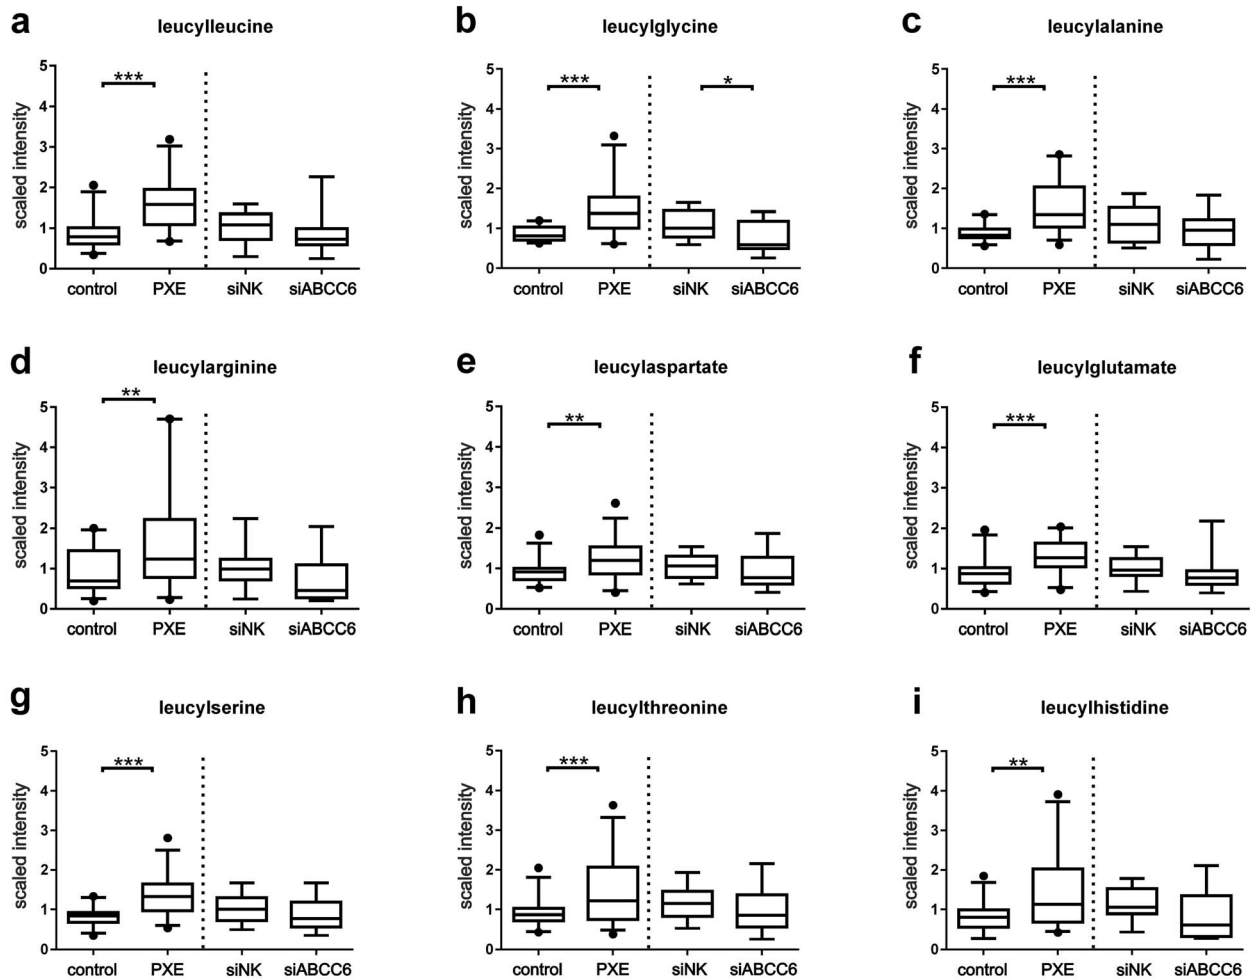 a
leucylleucine
***
scaled intensity
5
4
3
2
1
0
control PXE siNK siABCC6
b
leucylglycine
*** *
scaled intensity
5
4
3
2
1
0
control PXE siNK siABCC6
c
leucylalanine
***
scaled intensity
5
4
3
2
1
0
control PXE siNK siABCC6
d
leucylarginine
**
scaled intensity
5
4
3
2
1
0
control PXE siNK siABCC6
e
leucylaspartate
**
scaled intensity
5
4
3
2
1
0
control PXE siNK siABCC6
f
leucylglutamate
***
scaled intensity
5
4
3
2
1
0
control PXE siNK siABCC6
g
leucylserine
***
scaled intensity
5
4
3
2
1
0
control PXE siNK siABCC6
h
leucylthreonine
***
scaled intensity
5
4
3
2
1
0
control PXE siNK siABCC6
i
leucylhistidine
**
scaled intensity
5
4
3
2
1
0
control PXE siNK siABCC6